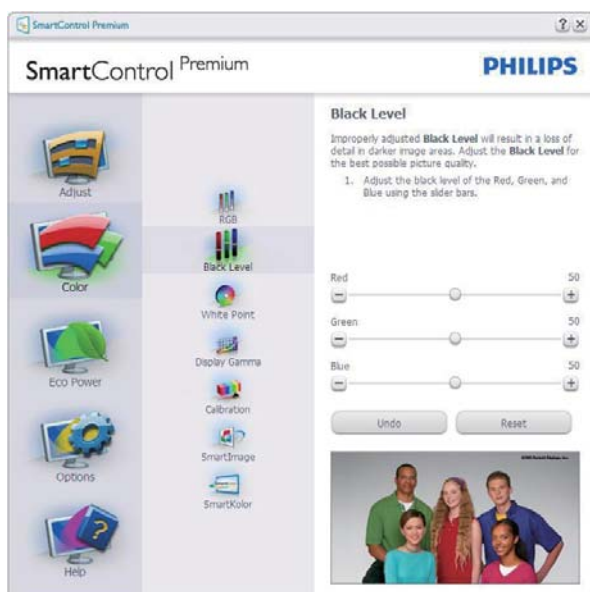 SmartControl Premium
SmartControl Premium
PHILIPS
Adjust
Color
Eco Power
Options
Help
RGB
Black Level
White Point
Display Gamma
Calibration
SmartImage
SmartKolor
Black Level
Improperly adjusted Black Level will result in a loss of
detail in darker image areas. Adjust the Black Level for
the best possible picture quality.
1. Adjust the black level of the Red, Green, and
Blue using the slider bars.
Red 50
Green 50
Blue 50
Undo
Reset